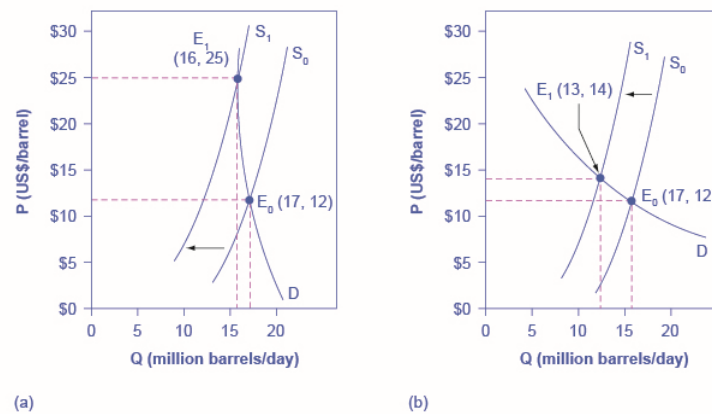 $30
$25
$20
$15
$10
$5
$0
P (US$/barrel)
E1
(16, 25)
S1
S0
E0 (17, 12)
D
0
5
10
15
20
Q (million barrels/day)
(a)
$30
$25
$20
$15
$10
$5
$0
P (US$/barrel)
S1
S0
E1 (13, 14)
E0 (17, 12
D
0
5
10
15
20
Q (million barrels/day)
(b)